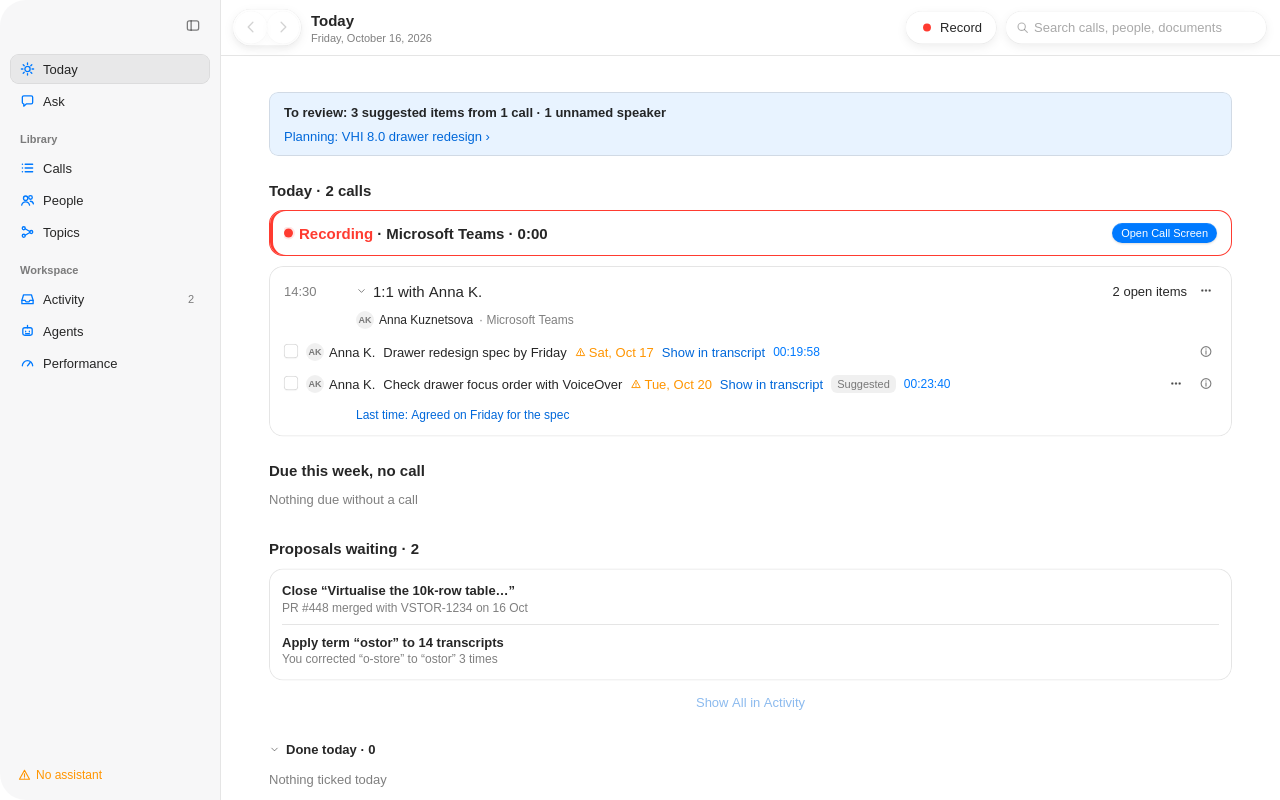 Today
Friday, October 16, 2026
Record
Search calls, people, documents
Today
Ask
Library
Calls
People
Topics
Workspace
Activity 2
Agents
Performance
No assistant
To review: 3 suggested items from 1 call · 1 unnamed speaker
Planning: VHI 8.0 drawer redesign ›
Today · 2 calls
Recording · Microsoft Teams · 0:00
Open Call Screen
14:30 1:1 with Anna K. 2 open items
AK Anna Kuznetsova · Microsoft Teams
AK Anna K. Drawer redesign spec by Friday Sat, Oct 17 Show in transcript 00:19:58
AK Anna K. Check drawer focus order with VoiceOver Tue, Oct 20 Show in transcript Suggested 00:23:40
Last time: Agreed on Friday for the spec
Due this week, no call
Nothing due without a call
Proposals waiting · 2
Close “Virtualise the 10k-row table…”
PR #448 merged with VSTOR-1234 on 16 Oct
Apply term “ostor” to 14 transcripts
You corrected “o-store” to “ostor” 3 times
Show All in Activity
Done today · 0
Nothing ticked today